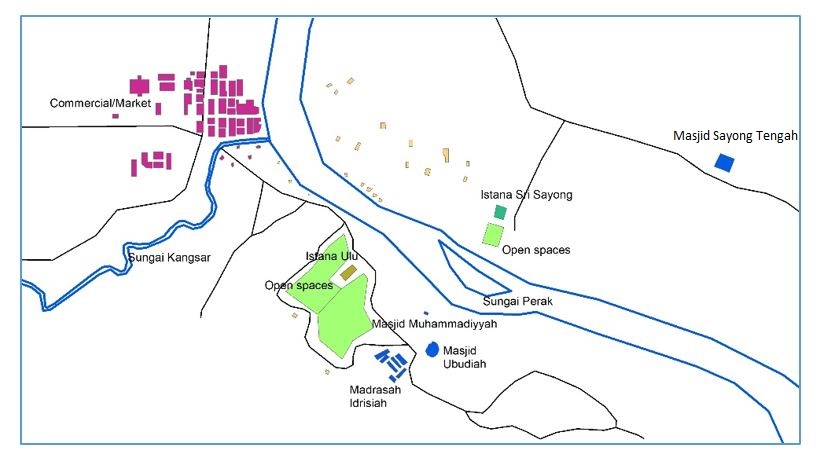 Commercial/Market
Masjid Sayong Tengah
Istana Sri Sayong
Open spaces
Sungai Kangsar
Istana Ulu
Open spaces
Sungai Perak
Masjid Muhammadiyyah
Masjid
Ubudiah
Madrasah
Idrisiah